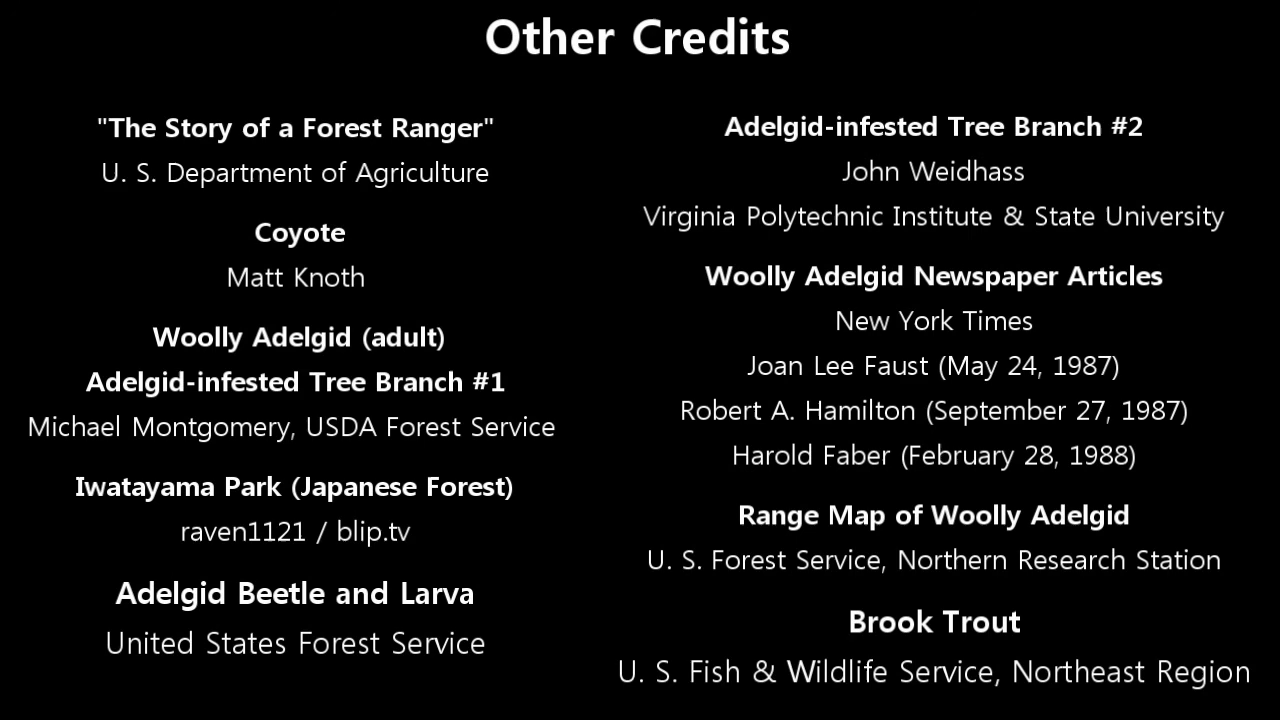 Other Credits
"The Story of a Forest Ranger"
U. S. Department of Agriculture
Coyote
Matt Knoth
Woolly Adelgid (adult)
Adelgid-infested Tree Branch #1
Michael Montgomery, USDA Forest Service
Iwatayama Park (Japanese Forest)
raven1121 / blip.tv
Adelgid Beetle and Larva
United States Forest Service
Adelgid-infested Tree Branch #2
John Weidhass
Virginia Polytechnic Institute & State University
Woolly Adelgid Newspaper Articles
New York Times
Joan Lee Faust (May 24, 1987)
Robert A. Hamilton (September 27, 1987)
Harold Faber (February 28, 1988)
Range Map of Woolly Adelgid
U. S. Forest Service, Northern Research Station
Brook Trout
U. S. Fish & Wildlife Service, Northeast Region